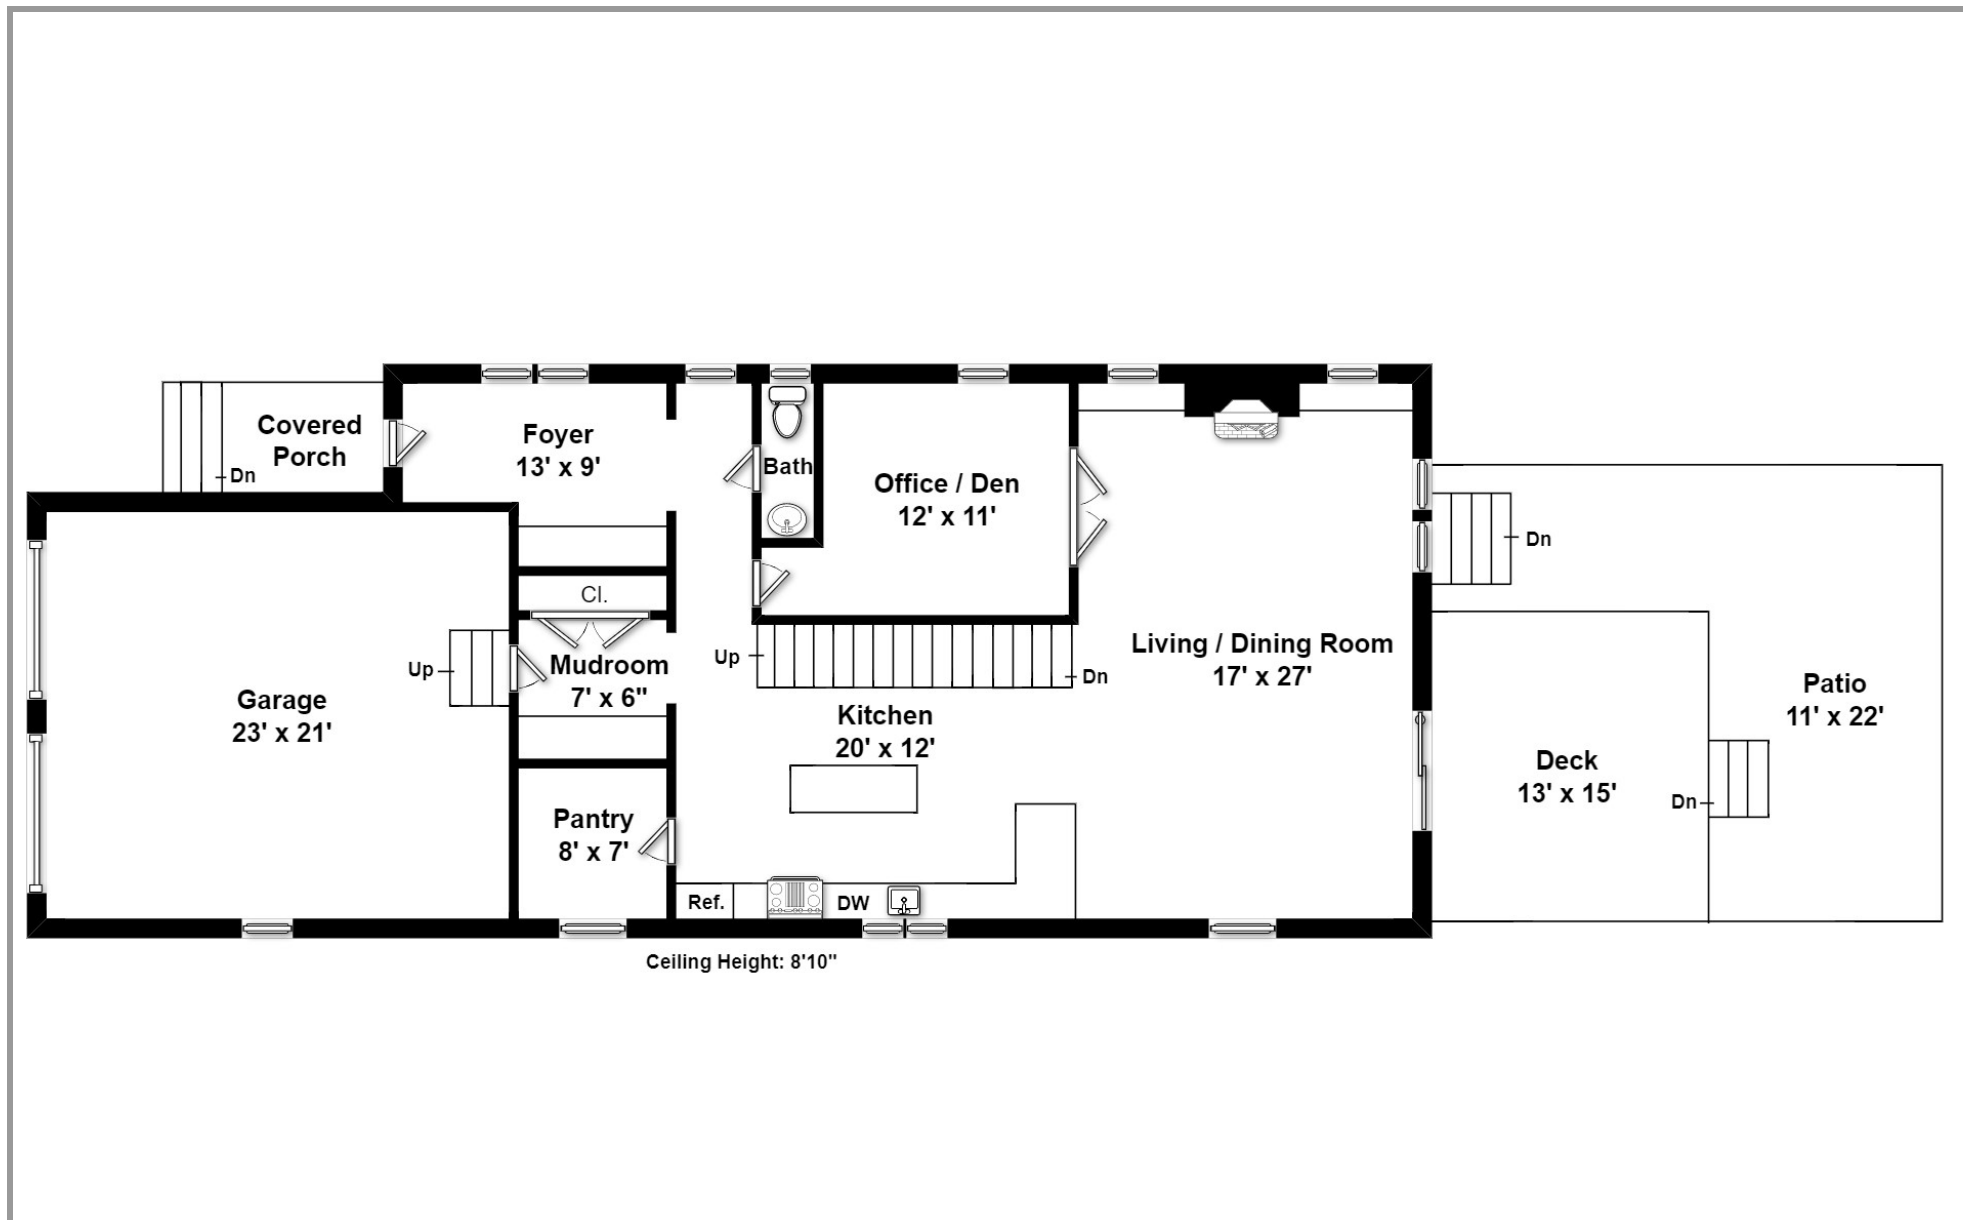 Covered
Porch
Dn
Foyer
13' x 9'
Bath
Office / Den
12' x 11'
Dn
Cl.
Up
Mudroom
7' x 6"
Up
Dn
Living / Dining Room
17' x 27'
Garage
23' x 21'
Kitchen
20' x 12'
Patio
11' x 22'
Deck
13' x 15'
Dn
Pantry
8' x 7'
Ref.
DW
Ceiling Height: 8'10"